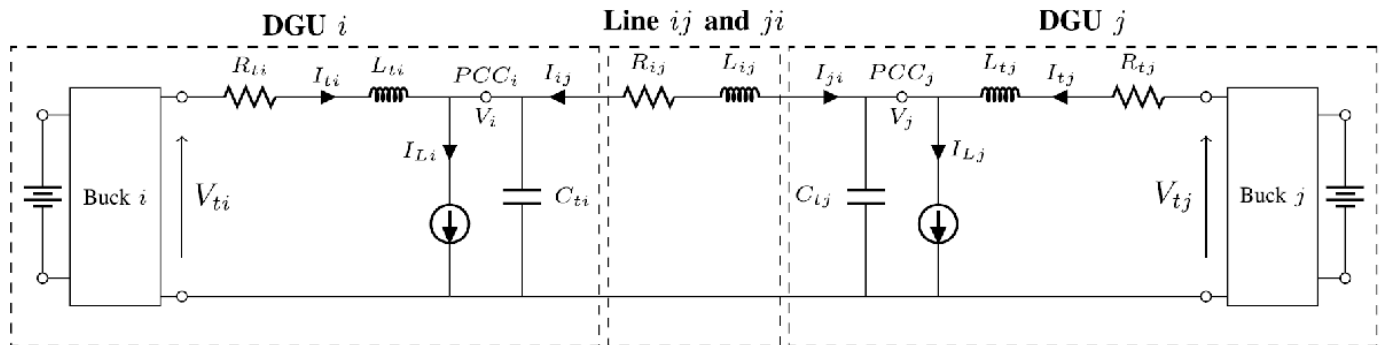 DGU i
Line ij and ji
DGU j
R_{ti}
I_{ti}
L_{ti}
PCC_i
I_{ij}
R_{ij}
L_{ij}
I_{ji}
PCC_j
L_{tj}
I_{tj}
R_{tj}
V_i
V_j
I_{Li}
I_{Lj}
Buck i
V_{ti}
C_{ti}
C_{tj}
V_{tj}
Buck j